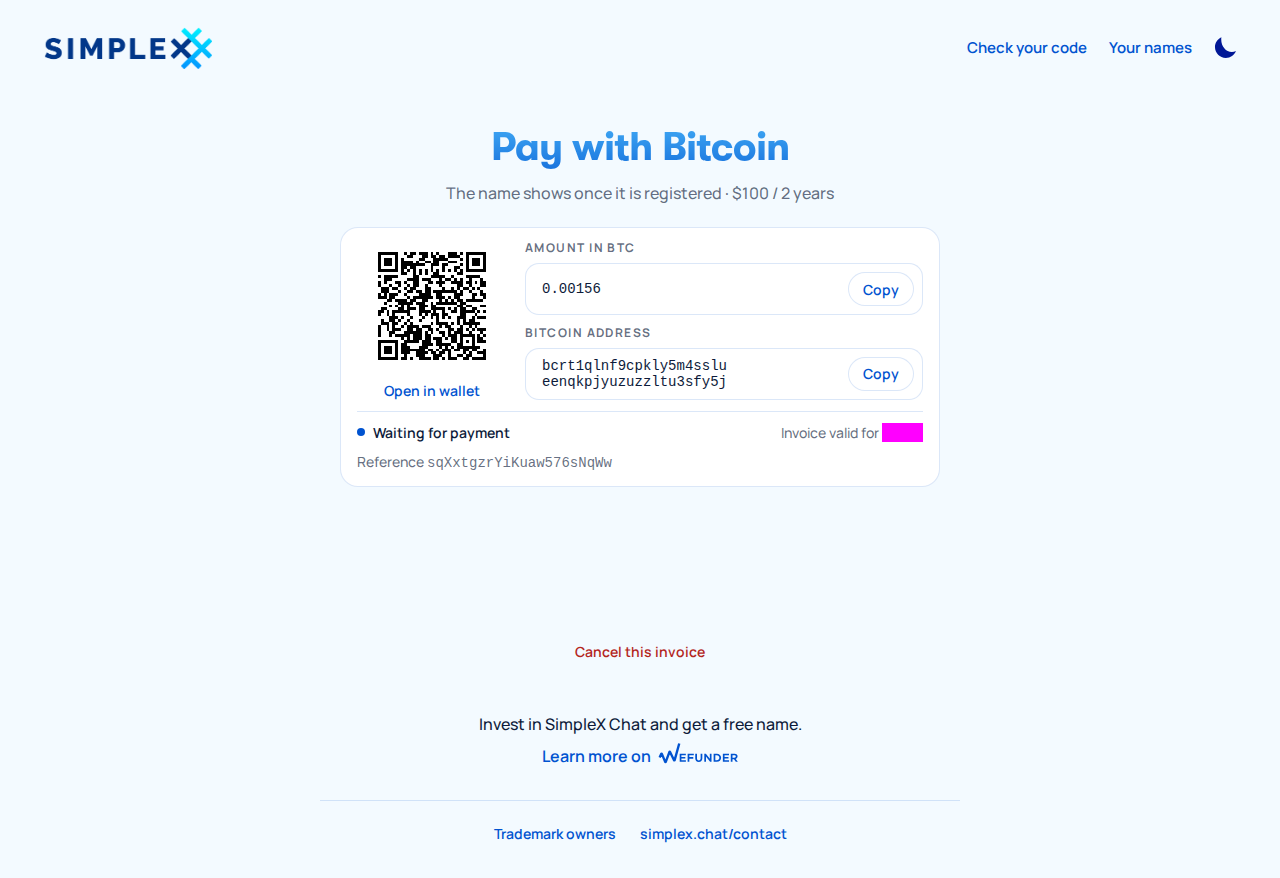 SIMPLEX
Check your code
Your names
Pay with Bitcoin
The name shows once it is registered · $100 / 2 years
AMOUNT IN BTC
0.00156
Copy
BITCOIN ADDRESS
bcrt1qlnf9cpkly5m4sslu
eenqkpjyuzuzzltu3sfy5j
Copy
Open in wallet
Waiting for payment
Invoice valid for
Reference sqXxtgzrYiKuaw576sNqWw
Cancel this invoice
Invest in SimpleX Chat and get a free name.
Learn more on WEFUNDER
Trademark owners
simplex.chat/contact